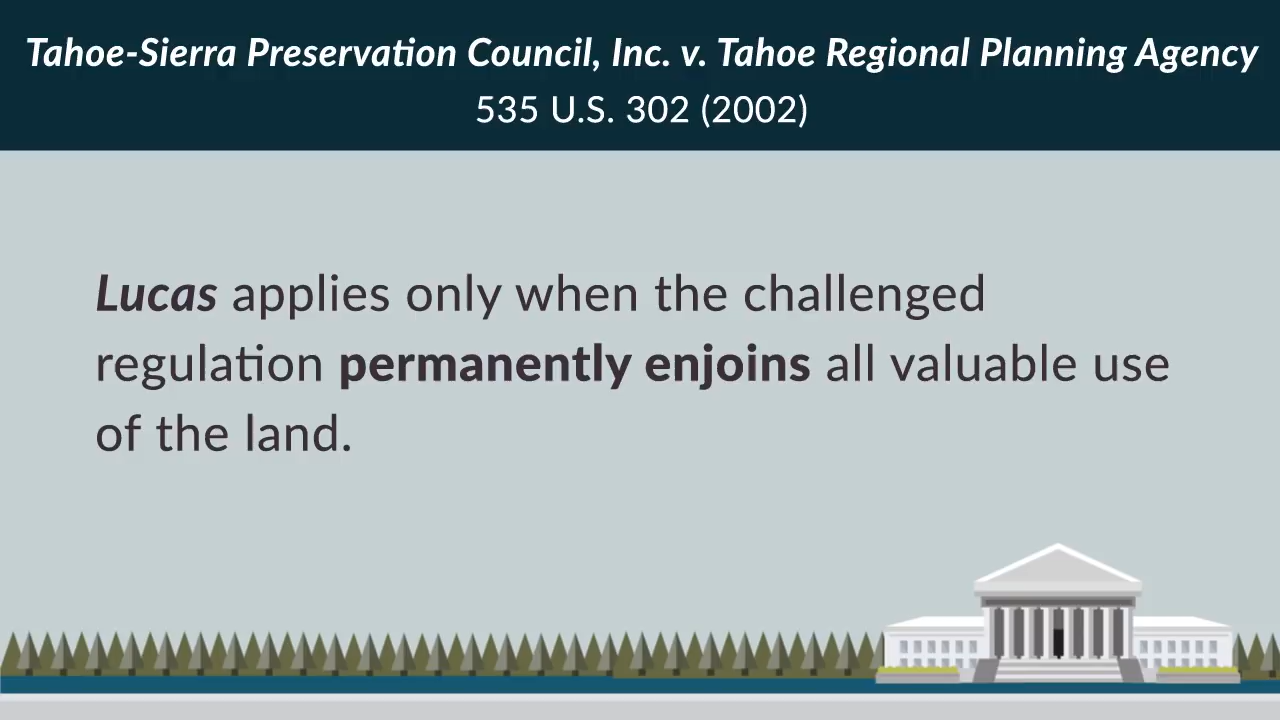 Tahoe-Sierra Preservation Council, Inc. v. Tahoe Regional Planning Agency
535 U.S. 302 (2002)
Lucas applies only when the challenged
regulation permanently enjoins all valuable use
of the land.